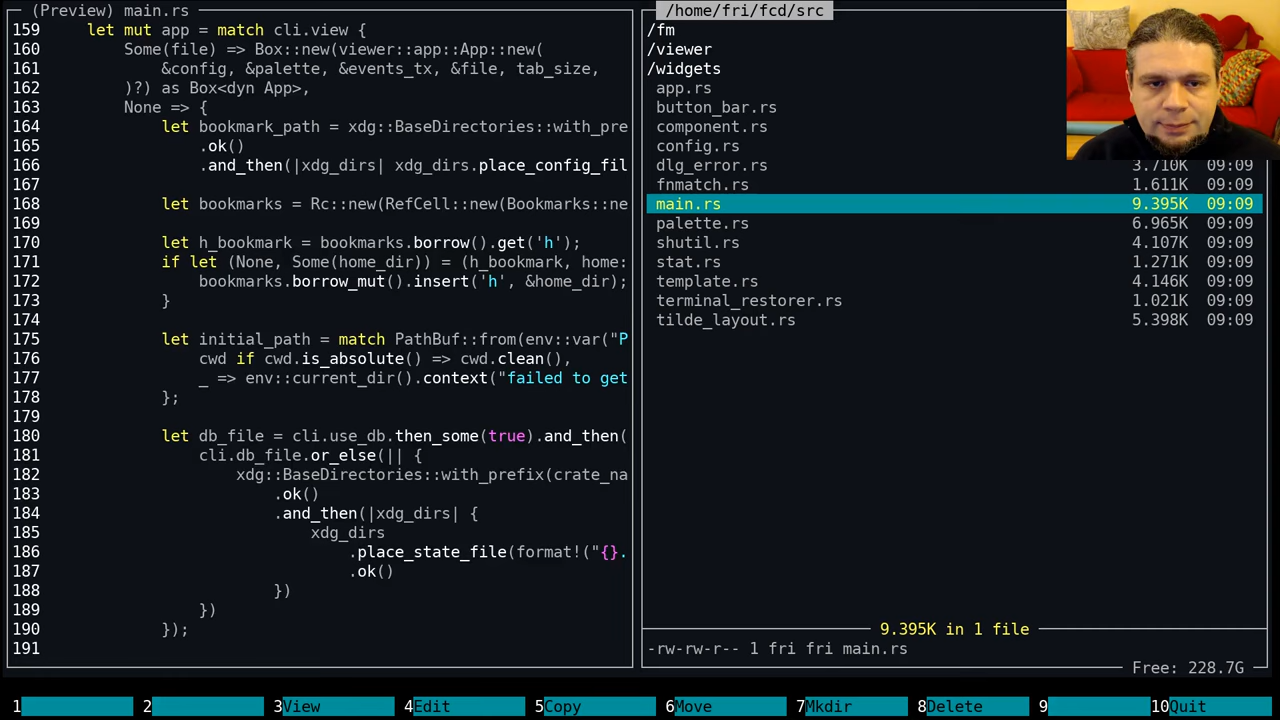 (Preview) main.rs
159     let mut app = match cli.view {
160         Some(file) => Box::new(viewer::app::App::new(
161             &config, &palette, &events_tx, &file, tab_size,
162         )?) as Box<dyn App>,
163         None => {
164             let bookmark_path = xdg::BaseDirectories::with_pre
165                 .ok()
166                 .and_then(|xdg_dirs| xdg_dirs.place_config_fil
167
168             let bookmarks = Rc::new(RefCell::new(Bookmarks::ne
169
170             let h_bookmark = bookmarks.borrow().get('h');
171             if let (None, Some(home_dir)) = (h_bookmark, home:
172                 bookmarks.borrow_mut().insert('h', &home_dir);
173             }
174
175             let initial_path = match PathBuf::from(env::var("P
176                 cwd if cwd.is_absolute() => cwd.clean(),
177                 _ => env::current_dir().context("failed to get
178             };
179
180             let db_file = cli.use_db.then_some(true).and_then(
181                 cli.db_file.or_else(|| {
182                     xdg::BaseDirectories::with_prefix(crate_na
183                         .ok()
184                         .and_then(|xdg_dirs| {
185                             xdg_dirs
186                                 .place_state_file(format!("{}.
187                                 .ok()
188                         })
189                 })
190             });
191
/home/fri/fcd/src
/fm
/viewer
/widgets
app.rs
button_bar.rs
component.rs
config.rs
dlg_error.rs 3.710K 09:09
fnmatch.rs 1.611K 09:09
main.rs 9.395K 09:09
palette.rs 6.965K 09:09
shutil.rs 4.107K 09:09
stat.rs 1.271K 09:09
template.rs 4.146K 09:09
terminal_restorer.rs 1.021K 09:09
tilde_layout.rs 5.398K 09:09
9.395K in 1 file
-rw-rw-r-- 1 fri fri main.rs
Free: 228.7G
1 2 3View 4Edit 5Copy 6Move 7Mkdir 8Delete 9 10Quit